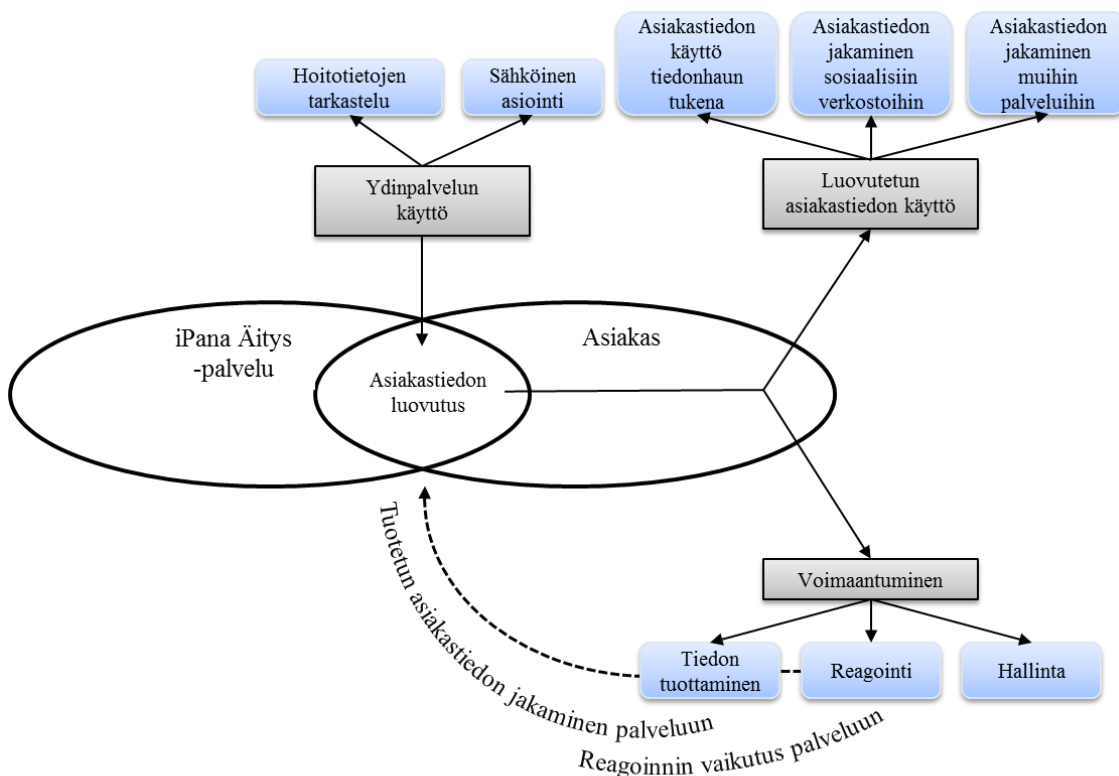 Hoitotietojen
tarkastelu
Sähköinen
asiointi
Asiakastiedon
käyttö
tiedonhaun
tukena
Asiakastiedon
jakaminen
sosiaalisiin
verkostoihin
Asiakastiedon
jakaminen
muihin
palveluihin
Ydinpalvelun
käyttö
Luovutetun
asiakastiedon käyttö
iPana Äitys
-palvelu
Asiakas
Asiakastiedon
luovutus
Voimaantuminen
Tiedon
tuottaminen
Reagointi
Hallinta
Tuotetun asiakastiedon jakaminen palveluun
Reagoinnin vaikutus palveluun